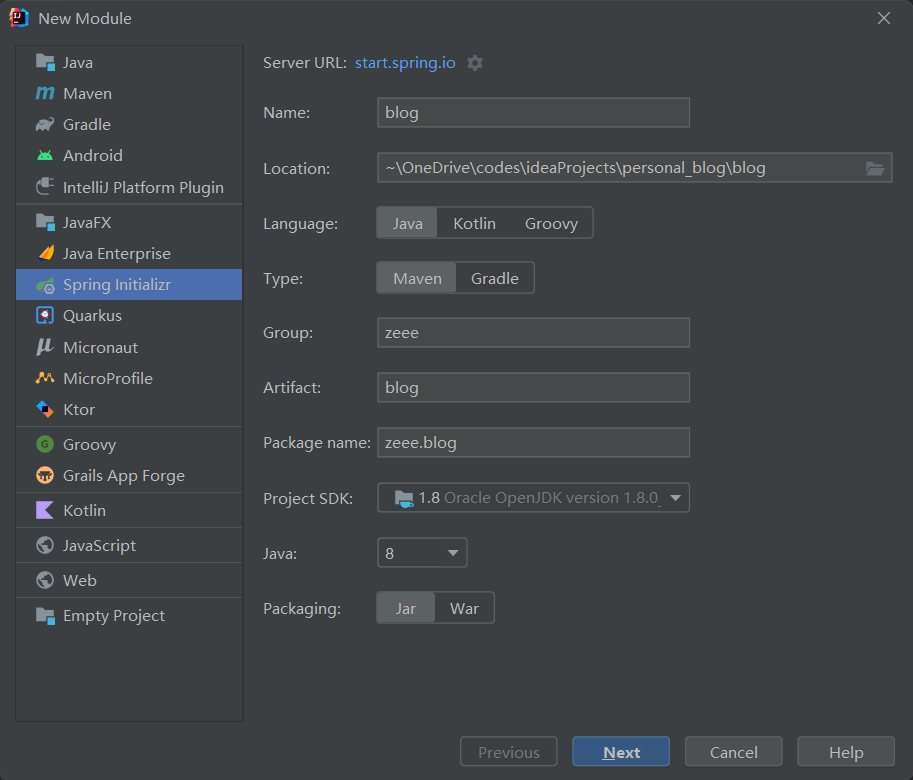 New Module
Java
Maven
Gradle
Android
IntelliJ Platform Plugin
JavaFX
Java Enterprise
Spring Initializr
Quarkus
Micronaut
MicroProfile
Ktor
Groovy
Grails App Forge
Kotlin
JavaScript
Web
Empty Project
Server URL: start.spring.io
Name: blog
Location: ~\OneDrive\codes\ideaProjects\personal_blog\blog
Language: Java Kotlin Groovy
Type: Maven Gradle
Group: zeee
Artifact: blog
Package name: zeee.blog
Project SDK: 1.8 Oracle OpenJDK version 1.8.0_
Java: 8
Packaging: Jar War
Previous Next Cancel Help